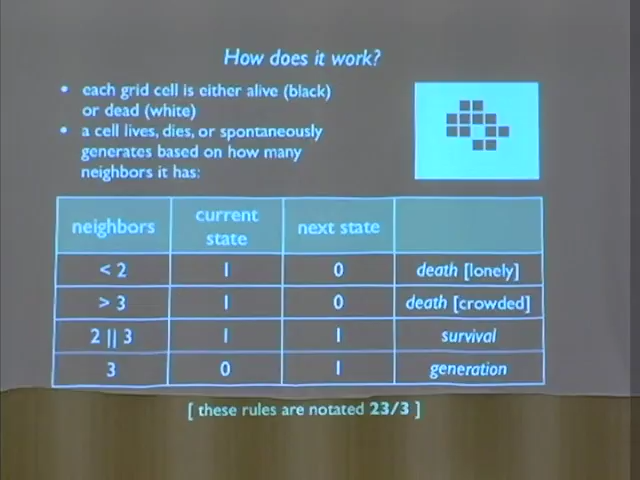 How does it work?
• each grid cell is either alive (black)
or dead (white)
• a cell lives, dies, or spontaneously
generates based on how many
neighbors it has:
neighbors current state next state
< 2 1 0 death [lonely]
> 3 1 0 death [crowded]
2 || 3 1 1 survival
3 0 1 generation
[ these rules are notated 23/3 ]